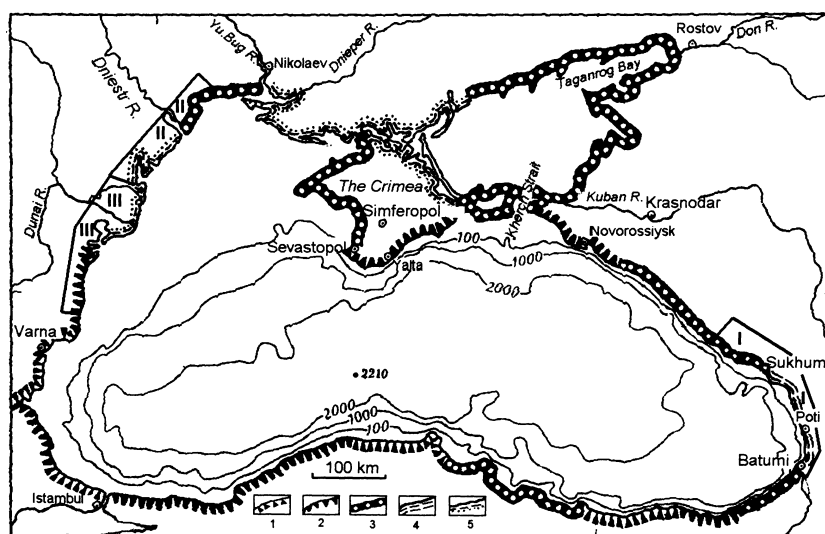 Yu.Bug R.
Nikolaev
Dnieper R.
Rostov
Don R.
Taganrog Bay
Dniestr R.
II
II
III
III
Dunai R.
The Crimea
Simferopol
Kherch Strait
Kuban R.
Krasnodar
Sevastopol
Yalta
Novorossiysk
100
1000
2000
Varna
I
Sukhumi
2210
Poti
2000
1000
100
100 km
Batumi
Istambul
1 2 3 4 5